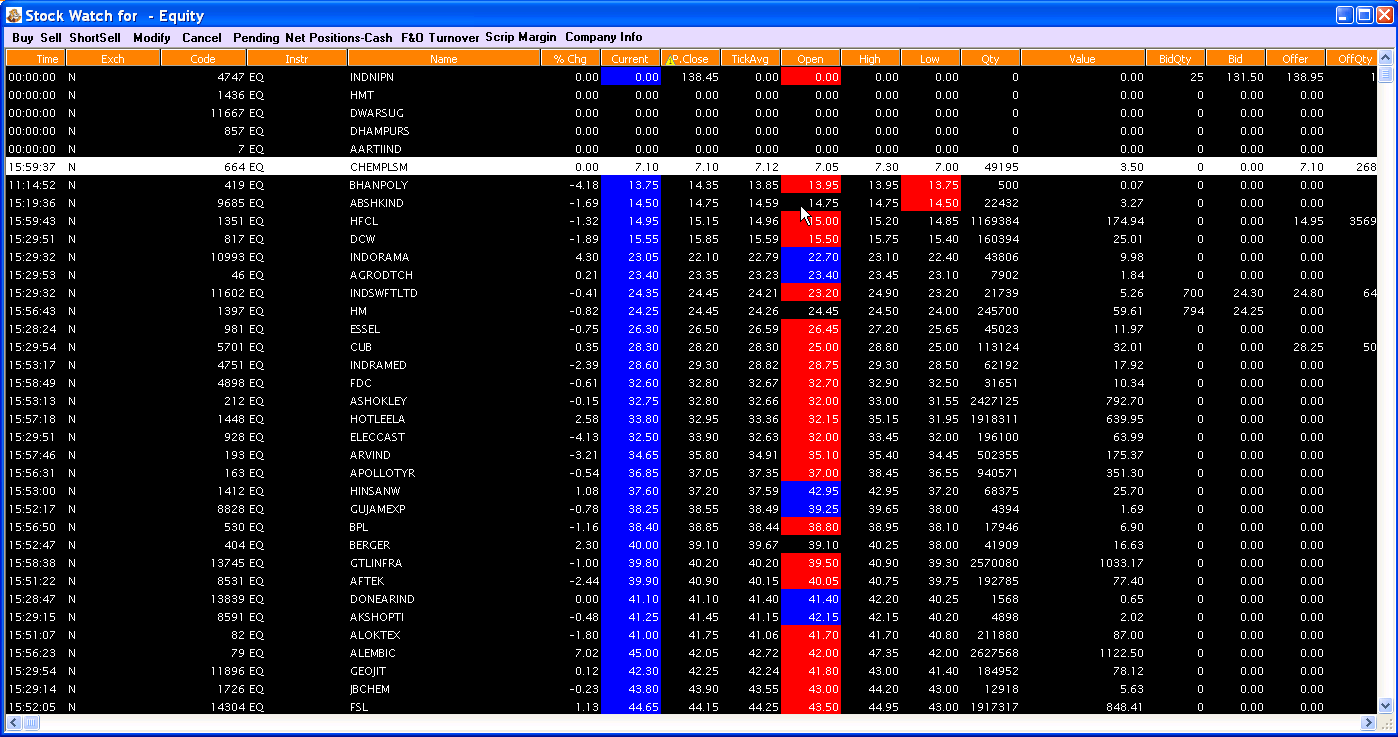 Stock Watch for - Equity
Buy Sell ShortSell Modify Cancel Pending Net Positions-Cash F&O Turnover Scrip Margin Company Info
Time Exch Code Instr Name % Chg Current P.Close TickAvg Open High Low Qty Value BidQty Bid Offer OffQty
00:00:00 N 4747 EQ INDNIPN 0.00 0.00 138.45 0.00 0.00 0.00 0.00 0 0.00 25 131.50 138.95 1
00:00:00 N 1436 EQ HMT 0.00 0.00 0.00 0.00 0.00 0.00 0.00 0 0.00 0 0.00 0.00
00:00:00 N 11667 EQ DWARSUG 0.00 0.00 0.00 0.00 0.00 0.00 0.00 0 0.00 0 0.00 0.00
00:00:00 N 857 EQ DHAMPURS 0.00 0.00 0.00 0.00 0.00 0.00 0.00 0 0.00 0 0.00 0.00
00:00:00 N 7 EQ AARTIIND 0.00 0.00 0.00 0.00 0.00 0.00 0.00 0 0.00 0 0.00 0.00
15:59:37 N 664 EQ CHEMPLSM 0.00 7.10 7.10 7.12 7.05 7.30 7.00 49195 3.50 0 0.00 7.10 268
11:14:52 N 419 EQ BHANPOLY -4.18 13.75 14.35 13.85 13.95 13.95 13.75 500 0.07 0 0.00 0.00
15:19:36 N 9685 EQ ABSHKIND -1.69 14.50 14.75 14.59 14.75 14.75 14.50 22432 3.27 0 0.00 0.00
15:59:43 N 1351 EQ HFCL -1.32 14.95 15.15 14.96 15.00 15.20 14.85 1169384 174.94 0 0.00 14.95 3569
15:29:51 N 817 EQ DCW -1.89 15.55 15.85 15.59 15.50 15.75 15.40 160394 25.01 0 0.00 0.00
15:29:32 N 10993 EQ INDORAMA 4.30 23.05 22.10 22.79 22.70 23.10 22.40 43806 9.98 0 0.00 0.00
15:29:53 N 46 EQ AGRODTCH 0.21 23.40 23.35 23.23 23.40 23.45 23.10 7902 1.84 0 0.00 0.00
15:29:32 N 11602 EQ INDSWFTLTD -0.41 24.35 24.45 24.21 23.20 24.90 23.20 21739 5.26 700 24.30 24.80 64
15:56:43 N 1397 EQ HM -0.82 24.25 24.45 24.26 24.45 24.50 24.00 245700 59.61 794 24.25 0.00
15:28:24 N 981 EQ ESSEL -0.75 26.30 26.50 26.59 26.45 27.20 25.65 45023 11.97 0 0.00 0.00
15:29:54 N 5701 EQ CUB 0.35 28.30 28.20 28.30 25.00 28.80 25.00 113124 32.01 0 0.00 28.25 50
15:53:17 N 4751 EQ INDRAMED -2.39 28.60 29.30 28.82 28.75 29.30 28.50 62192 17.92 0 0.00 0.00
15:58:49 N 4898 EQ FDC -0.61 32.60 32.80 32.67 32.70 32.90 32.50 31651 10.34 0 0.00 0.00
15:53:13 N 212 EQ ASHOKLEY -0.15 32.75 32.80 32.66 32.00 33.00 31.55 2427125 792.70 0 0.00 0.00
15:57:18 N 1448 EQ HOTLEELA 2.58 33.80 32.95 33.36 32.15 35.15 31.95 1918311 639.95 0 0.00 0.00
15:29:51 N 928 EQ ELECCAST -4.13 32.50 33.90 32.63 32.00 33.45 32.00 196100 63.99 0 0.00 0.00
15:57:46 N 193 EQ ARVIND -3.21 34.65 35.80 34.91 35.10 35.40 34.45 502355 175.37 0 0.00 0.00
15:56:31 N 163 EQ APOLLOTYR -0.54 36.85 37.05 37.35 37.00 38.45 36.55 940571 351.30 0 0.00 0.00
15:53:00 N 1412 EQ HINSANW 1.08 37.60 37.20 37.59 42.95 42.95 37.20 68375 25.70 0 0.00 0.00
15:52:17 N 8828 EQ GUJAMEXP -0.78 38.25 38.55 38.49 39.25 39.65 38.00 4394 1.69 0 0.00 0.00
15:56:50 N 530 EQ BPL -1.16 38.40 38.85 38.44 38.80 38.95 38.10 17946 6.90 0 0.00 0.00
15:52:47 N 404 EQ BERGER 2.30 40.00 39.10 39.67 39.10 40.25 38.00 41909 16.63 0 0.00 0.00
15:58:38 N 13745 EQ GTLINFRA -1.00 39.80 40.20 40.20 39.50 40.90 39.30 2570080 1033.17 0 0.00 0.00
15:51:22 N 8531 EQ AFTEK -2.44 39.90 40.90 40.15 40.05 40.75 39.75 192785 77.40 0 0.00 0.00
15:28:47 N 13839 EQ DONEARIND 0.00 41.10 41.10 41.40 41.40 42.20 40.25 1568 0.65 0 0.00 0.00
15:29:15 N 8591 EQ AKSHOPTI -0.48 41.25 41.45 41.15 42.15 42.15 40.20 4898 2.02 0 0.00 0.00
15:51:07 N 82 EQ ALOKTEX -1.80 41.00 41.75 41.06 41.70 41.70 40.80 211880 87.00 0 0.00 0.00
15:56:23 N 79 EQ ALEMBIC 7.02 45.00 42.05 42.72 42.00 47.35 42.00 2627568 1122.50 0 0.00 0.00
15:29:54 N 11896 EQ GEOJIT 0.12 42.30 42.25 42.24 41.80 43.00 41.40 184952 78.12 0 0.00 0.00
15:29:14 N 1726 EQ JBCHEM -0.23 43.80 43.90 43.55 43.00 44.20 43.00 12918 5.63 0 0.00 0.00
15:52:05 N 14304 EQ FSL 1.13 44.65 44.15 44.25 43.50 44.95 43.00 1917317 848.41 0 0.00 0.00